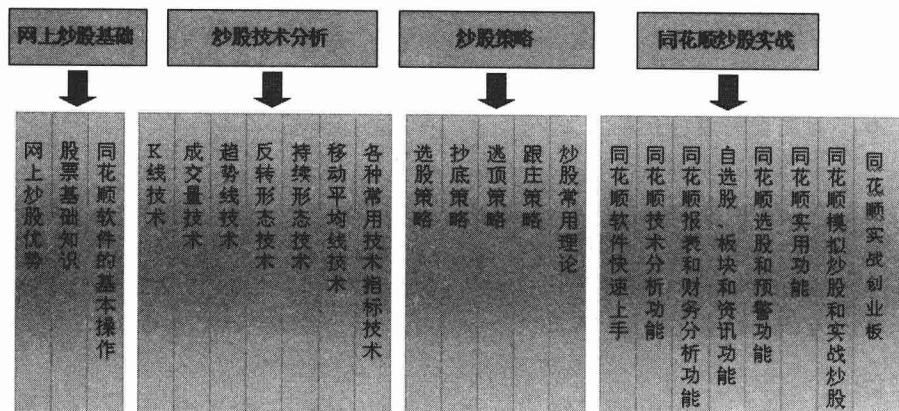 网上炒股基础
炒股技术分析
炒股策略
同花顺炒股实战
网上炒股优势
股票基础知识
同花顺软件的基本操作
K线技术
成交量技术
趋势线技术
反转形态技术
持续形态技术
移动平均线技术
各种常用技术指标技术
选股策略
抄底策略
逃顶策略
跟庄策略
炒股常用理论
同花顺软件快速上手
同花顺技术分析功能
同花顺报表和财务分析功能
自选股、板块和资讯功能
同花顺选股和预警功能
同花顺实用功能
同花顺模拟炒股和实战炒股
同花顺实战创业板